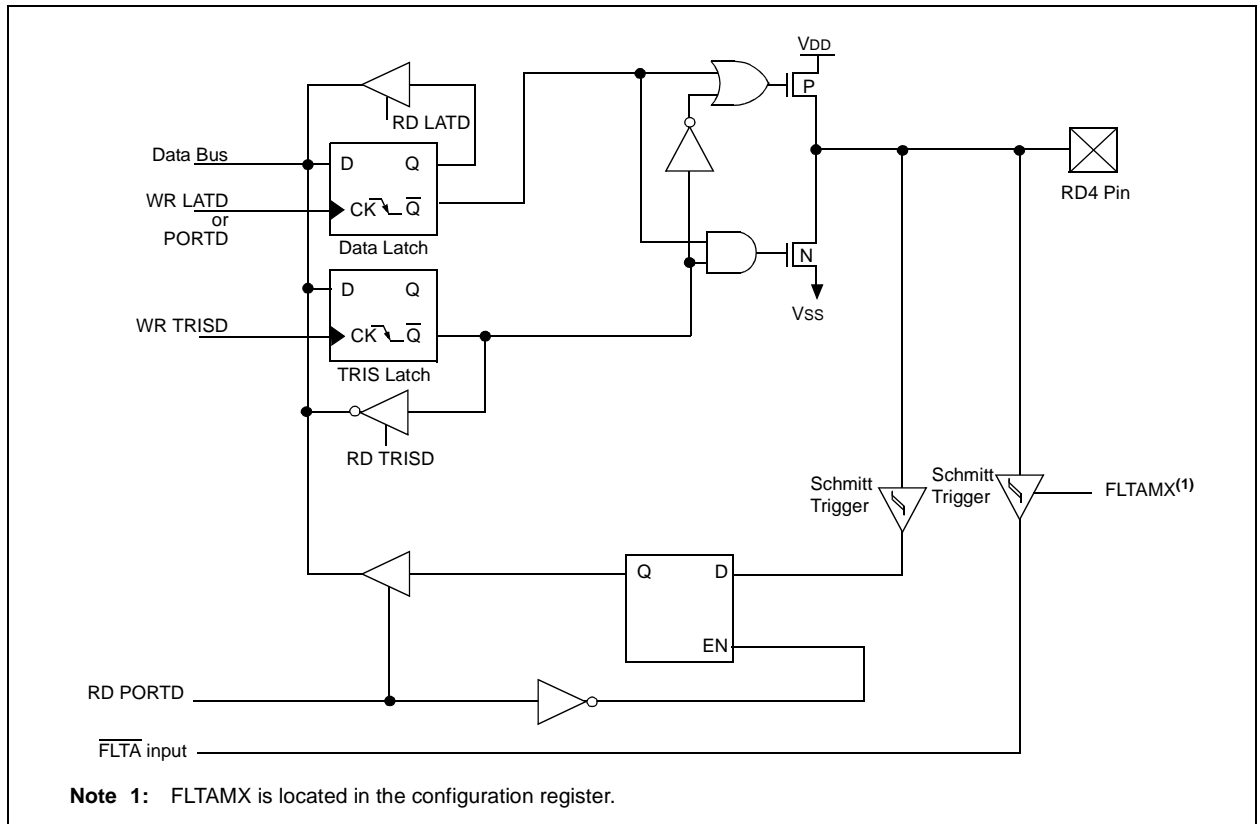 VDD
P
RD LATD
Data Bus
D Q
RD4 Pin
WR LATD
or
PORTD
CK Q̅
Data Latch
N
D Q
VSS
WR TRISD
CK Q̅
TRIS Latch
RD TRISD
Schmitt
Trigger
Schmitt
Trigger
FLTAMX(1)
Q D
EN
RD PORTD
F̅L̅T̅A̅ input
Note 1: FLTAMX is located in the configuration register.